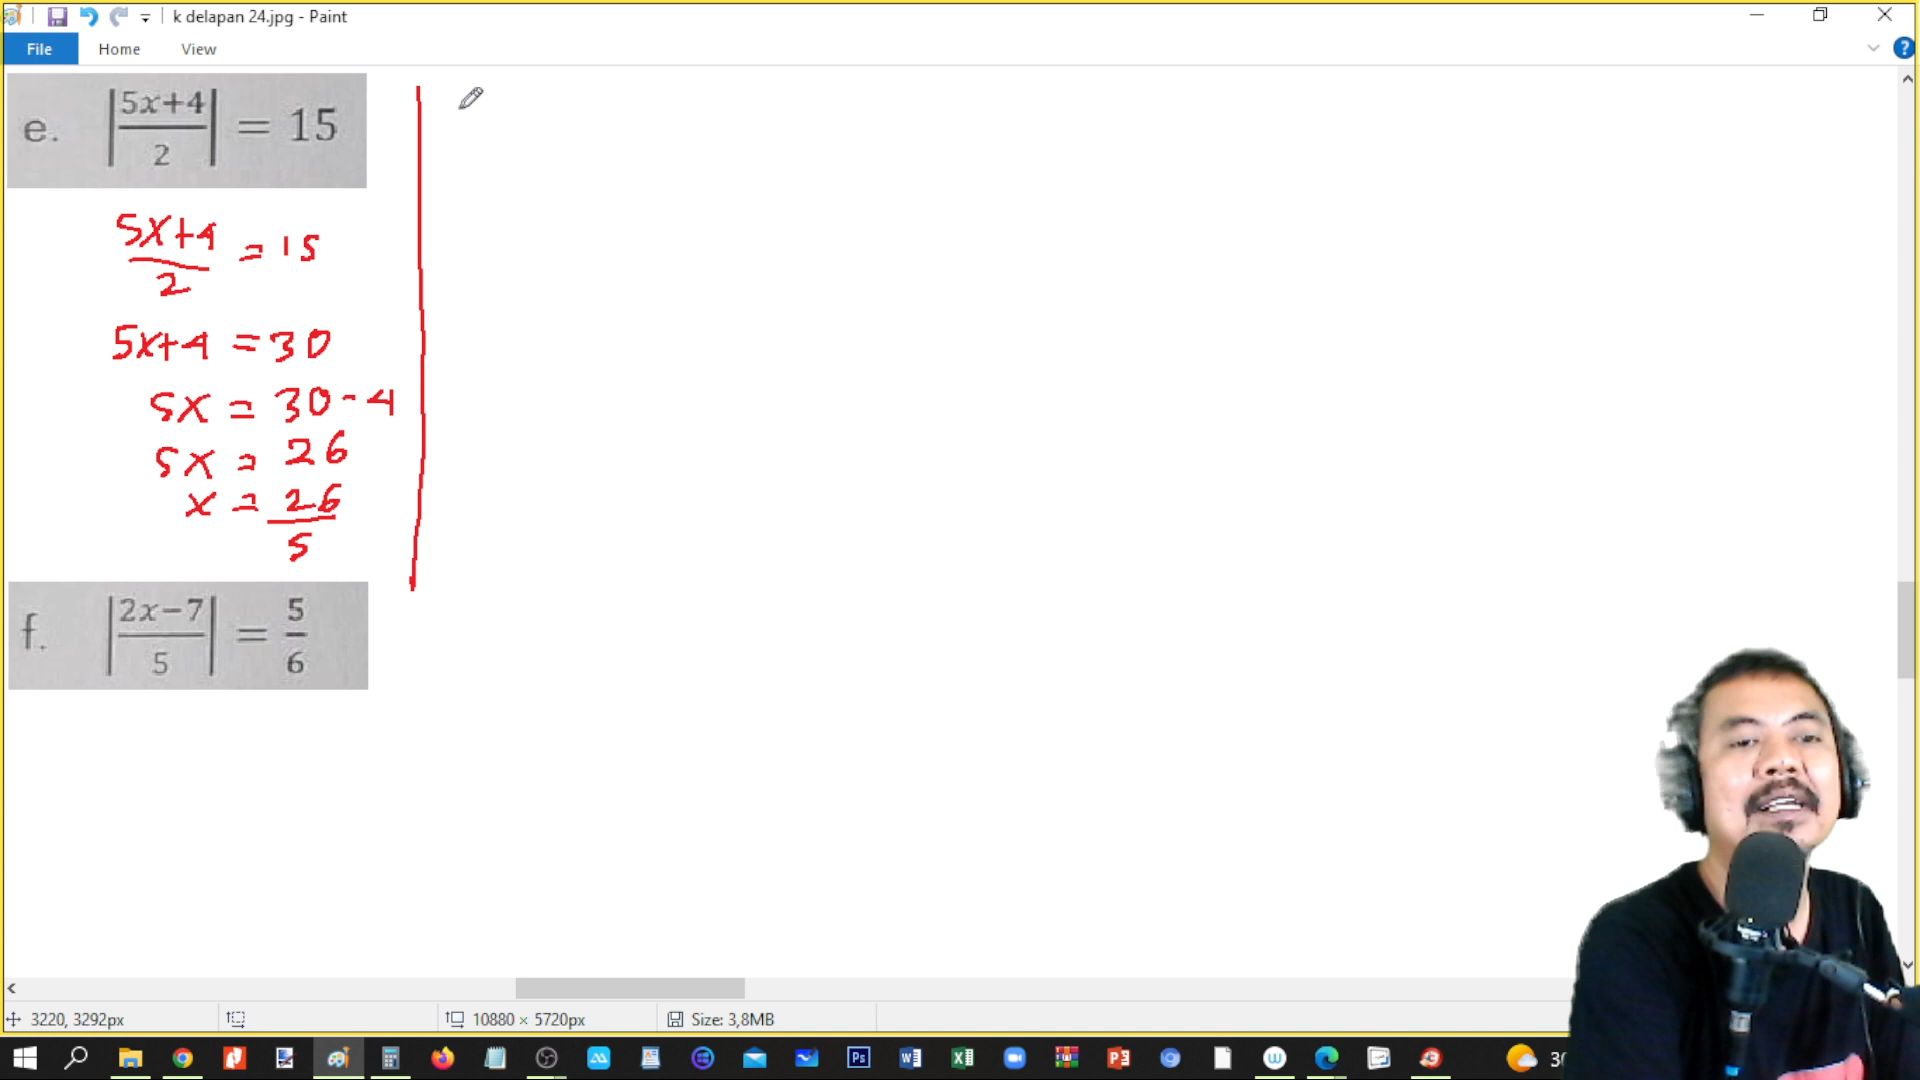 k delapan 24.jpg - Paint
File Home View
e. |5x+4/2| = 15
5x+4/2 = 15
5x+4 = 30
5x = 30-4
5x = 26
x = 26/5
f. |2x-7/5| = 5/6
3220, 3292px
10880 × 5720px
Size: 3,8MB